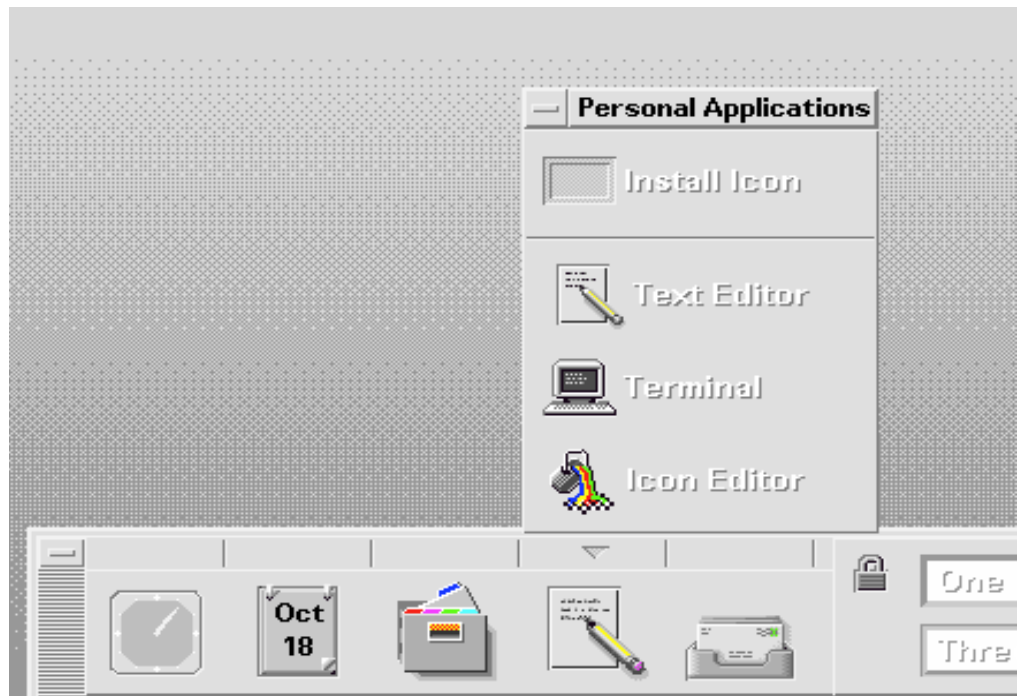 Personal Applications
Install Icon
Text Editor
Terminal
Icon Editor
Oct
18
One
Thre